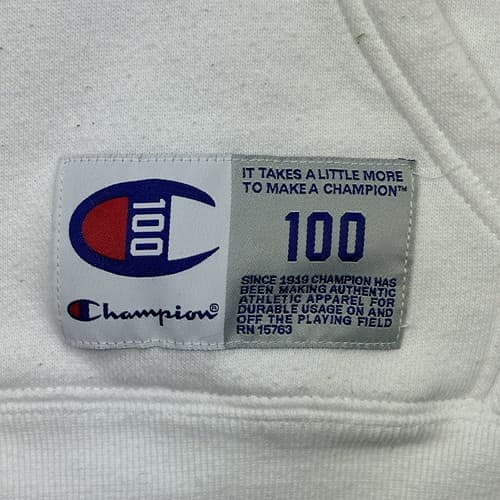 100
Champion®
IT TAKES A LITTLE MORE
TO MAKE A CHAMPION™
100
SINCE 1919 CHAMPION HAS
BEEN MAKING AUTHENTIC
ATHLETIC APPAREL FOR
DURABLE USAGE ON AND
OFF THE PLAYING FIELD
RN 15763